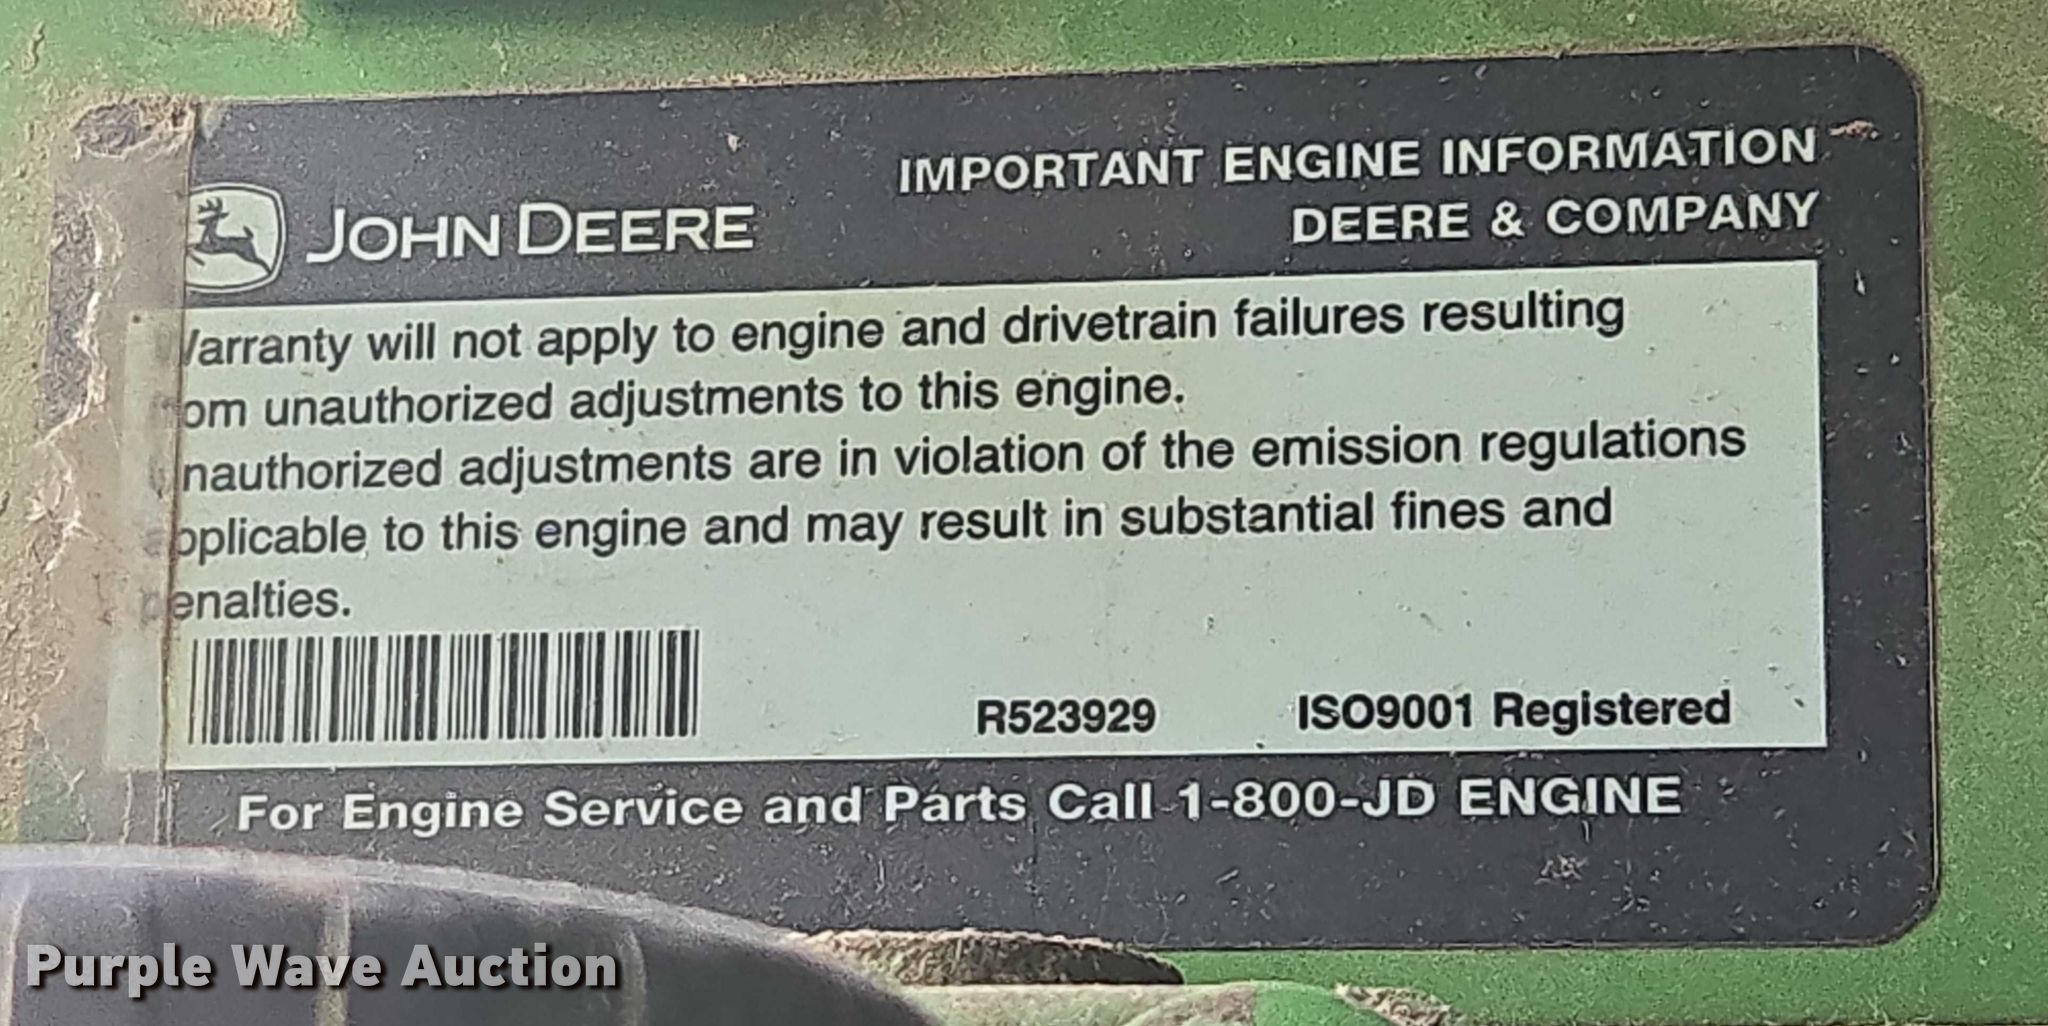 JOHN DEERE
IMPORTANT ENGINE INFORMATION
DEERE & COMPANY
Warranty will not apply to engine and drivetrain failures resulting
from unauthorized adjustments to this engine.
Unauthorized adjustments are in violation of the emission regulations
applicable to this engine and may result in substantial fines and
penalties.
R523929 ISO9001 Registered
For Engine Service and Parts Call 1-800-JD ENGINE
Purple Wave Auction